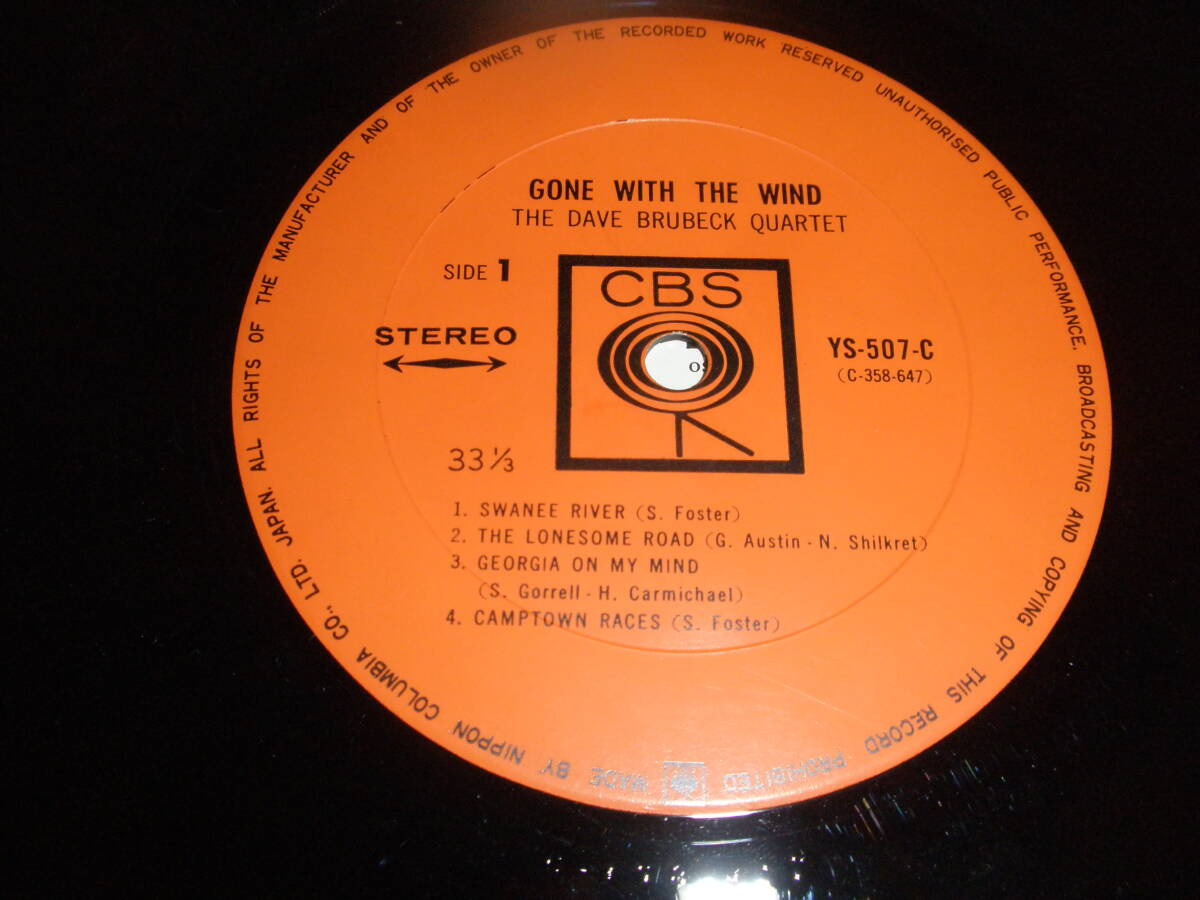 GONE WITH THE WIND
THE DAVE BRUBECK QUARTET
SIDE 1
CBS
STEREO
YS-507-C
(C-358-647)
33 ⅓
1. SWANEE RIVER (S. Foster)
2. THE LONESOME ROAD (G. Austin - N. Shilkret)
3. GEORGIA ON MY MIND
(S. Gorrell - H. Carmichael)
4. CAMPTOWN RACES (S. Foster)
MADE BY NIPPON COLUMBIA CO., LTD. JAPAN. ALL RIGHTS OF THE MANUFACTURER AND OF THE OWNER OF THE RECORDED WORK RESERVED UNAUTHORISED PUBLIC PERFORMANCE, BROADCASTING AND COPYING OF THIS RECORD PROHIBITED